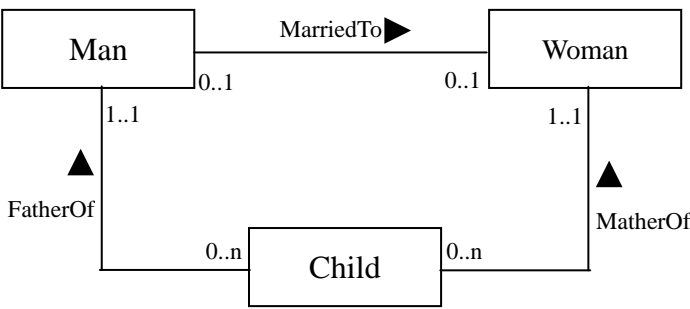 MarriedTo
Man
Woman
0..1
0..1
1..1
1..1
FatherOf
MatherOf
0..n
0..n
Child